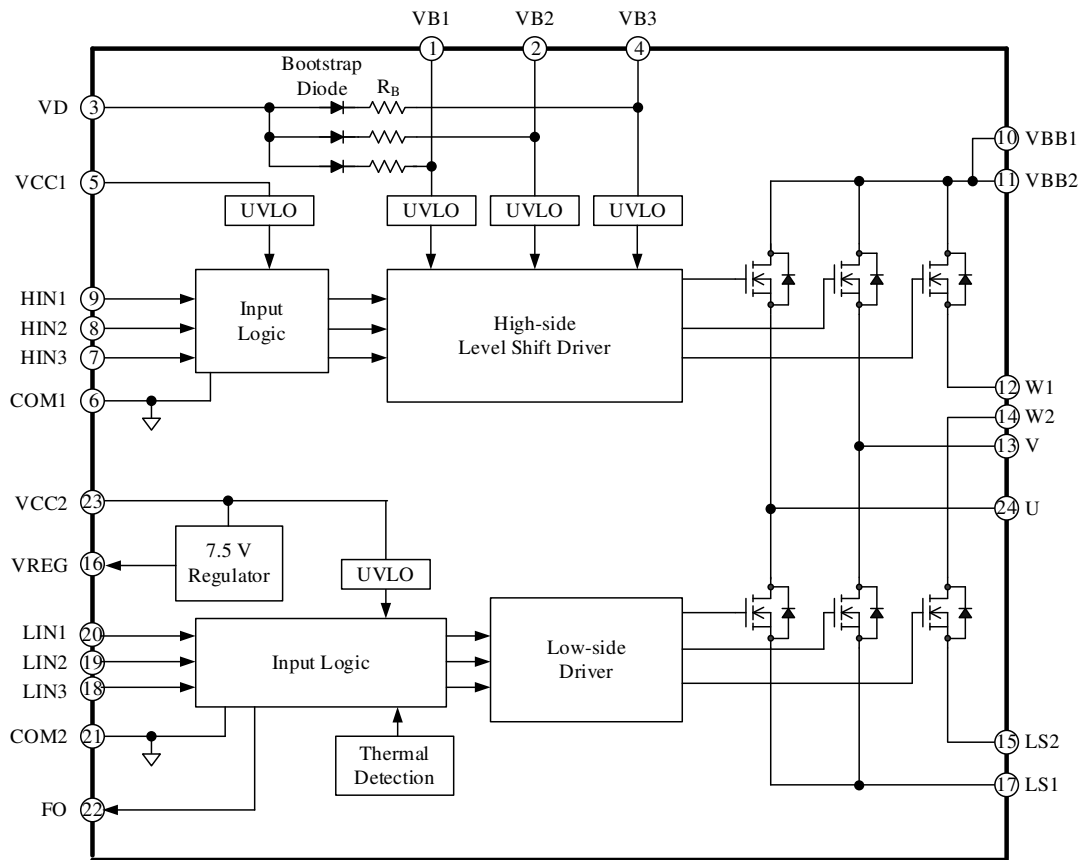 VB1 VB2 VB3
1 2 4
Bootstrap
Diode
R_B
VD 3
10 VBB1
VCC1 5
11 VBB2
UVLO UVLO UVLO UVLO
HIN1 9
HIN2 8
HIN3 7
COM1 6
Input
Logic
High-side
Level Shift Driver
12 W1
14 W2
13 V
VCC2 23
24 U
VREG 16
7.5 V
Regulator
UVLO
LIN1 20
LIN2 19
LIN3 18
COM2 21
Input Logic
Low-side
Driver
Thermal
Detection
15 LS2
17 LS1
FO 22